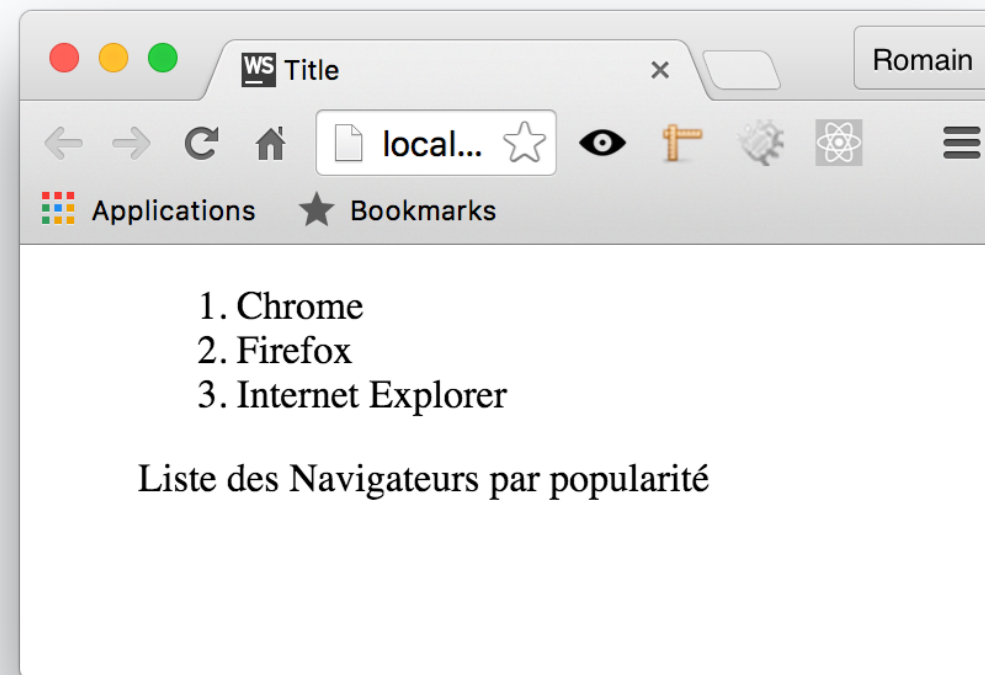 WS Title
Romain
local...
Applications Bookmarks
1. Chrome
2. Firefox
3. Internet Explorer
Liste des Navigateurs par popularité